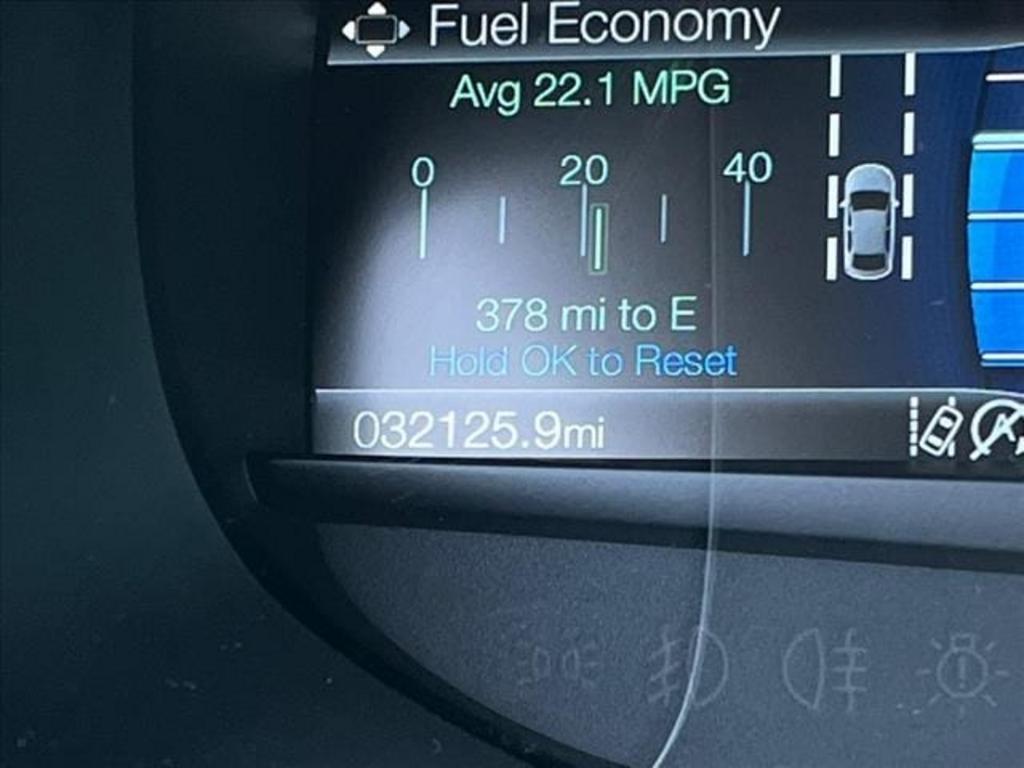 Fuel Economy
Avg 22.1 MPG
0 20 40
378 mi to E
Hold OK to Reset
032125.9mi